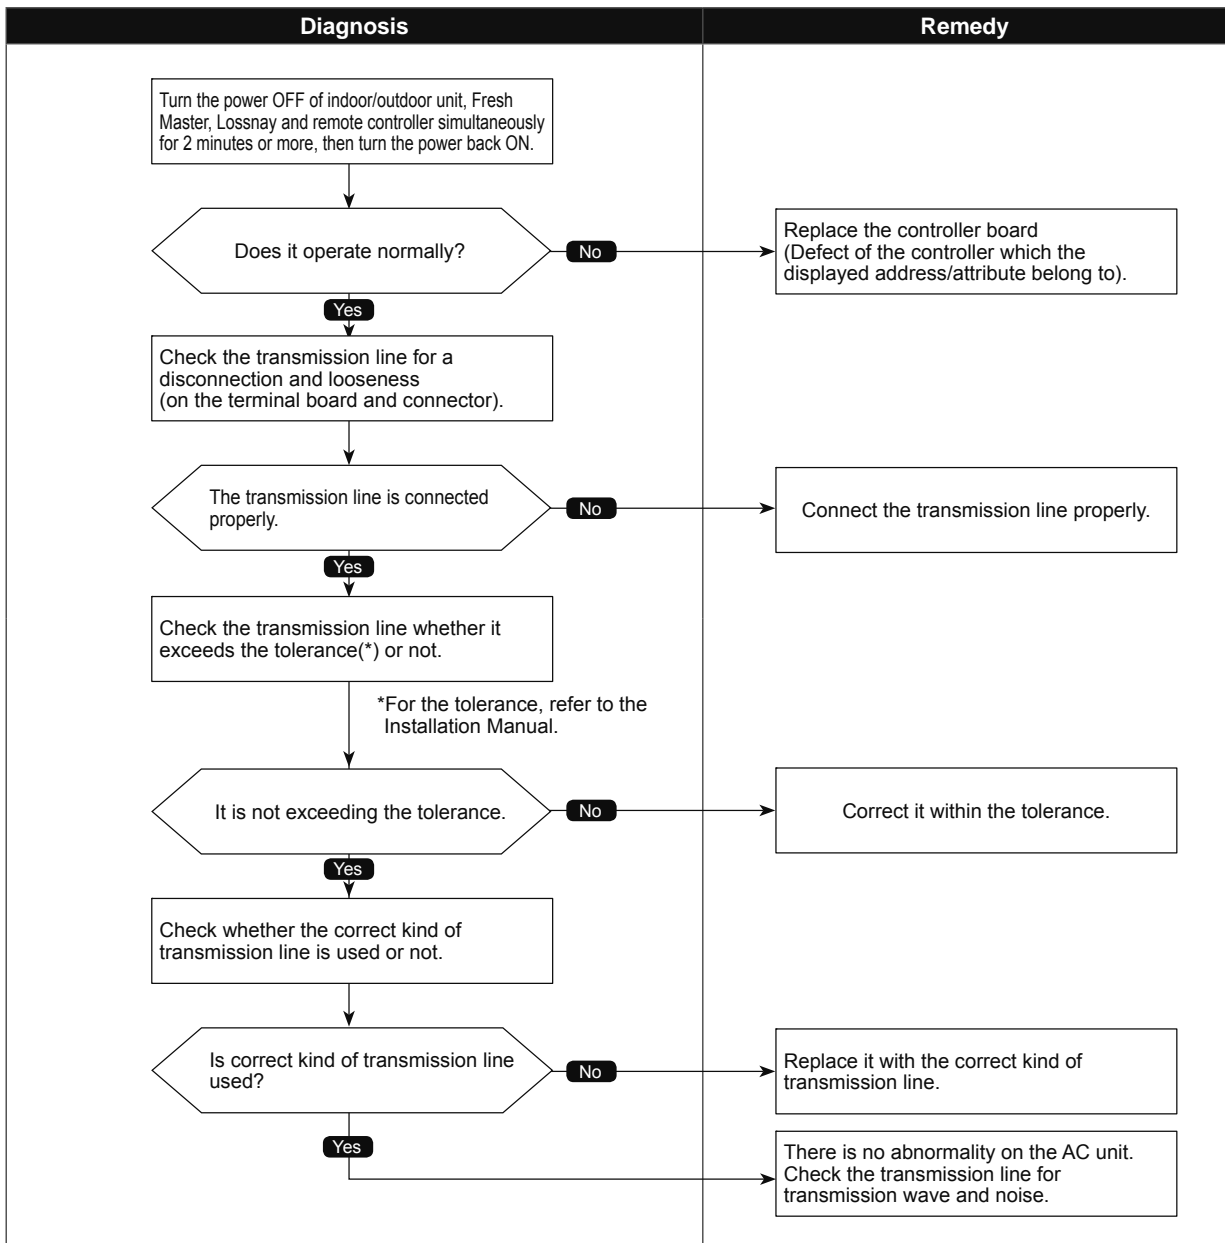 Diagnosis
Remedy
Turn the power OFF of indoor/outdoor unit, Fresh
Master, Lossnay and remote controller simultaneously
for 2 minutes or more, then turn the power back ON.
Does it operate normally?
No
Replace the controller board
(Defect of the controller which the
displayed address/attribute belong to).
Yes
Check the transmission line for a
disconnection and looseness
(on the terminal board and connector).
The transmission line is connected
properly.
No
Connect the transmission line properly.
Yes
Check the transmission line whether it
exceeds the tolerance(*) or not.
*For the tolerance, refer to the
Installation Manual.
It is not exceeding the tolerance.
No
Correct it within the tolerance.
Yes
Check whether the correct kind of
transmission line is used or not.
Is correct kind of transmission line
used?
No
Replace it with the correct kind of
transmission line.
Yes
There is no abnormality on the AC unit.
Check the transmission line for
transmission wave and noise.